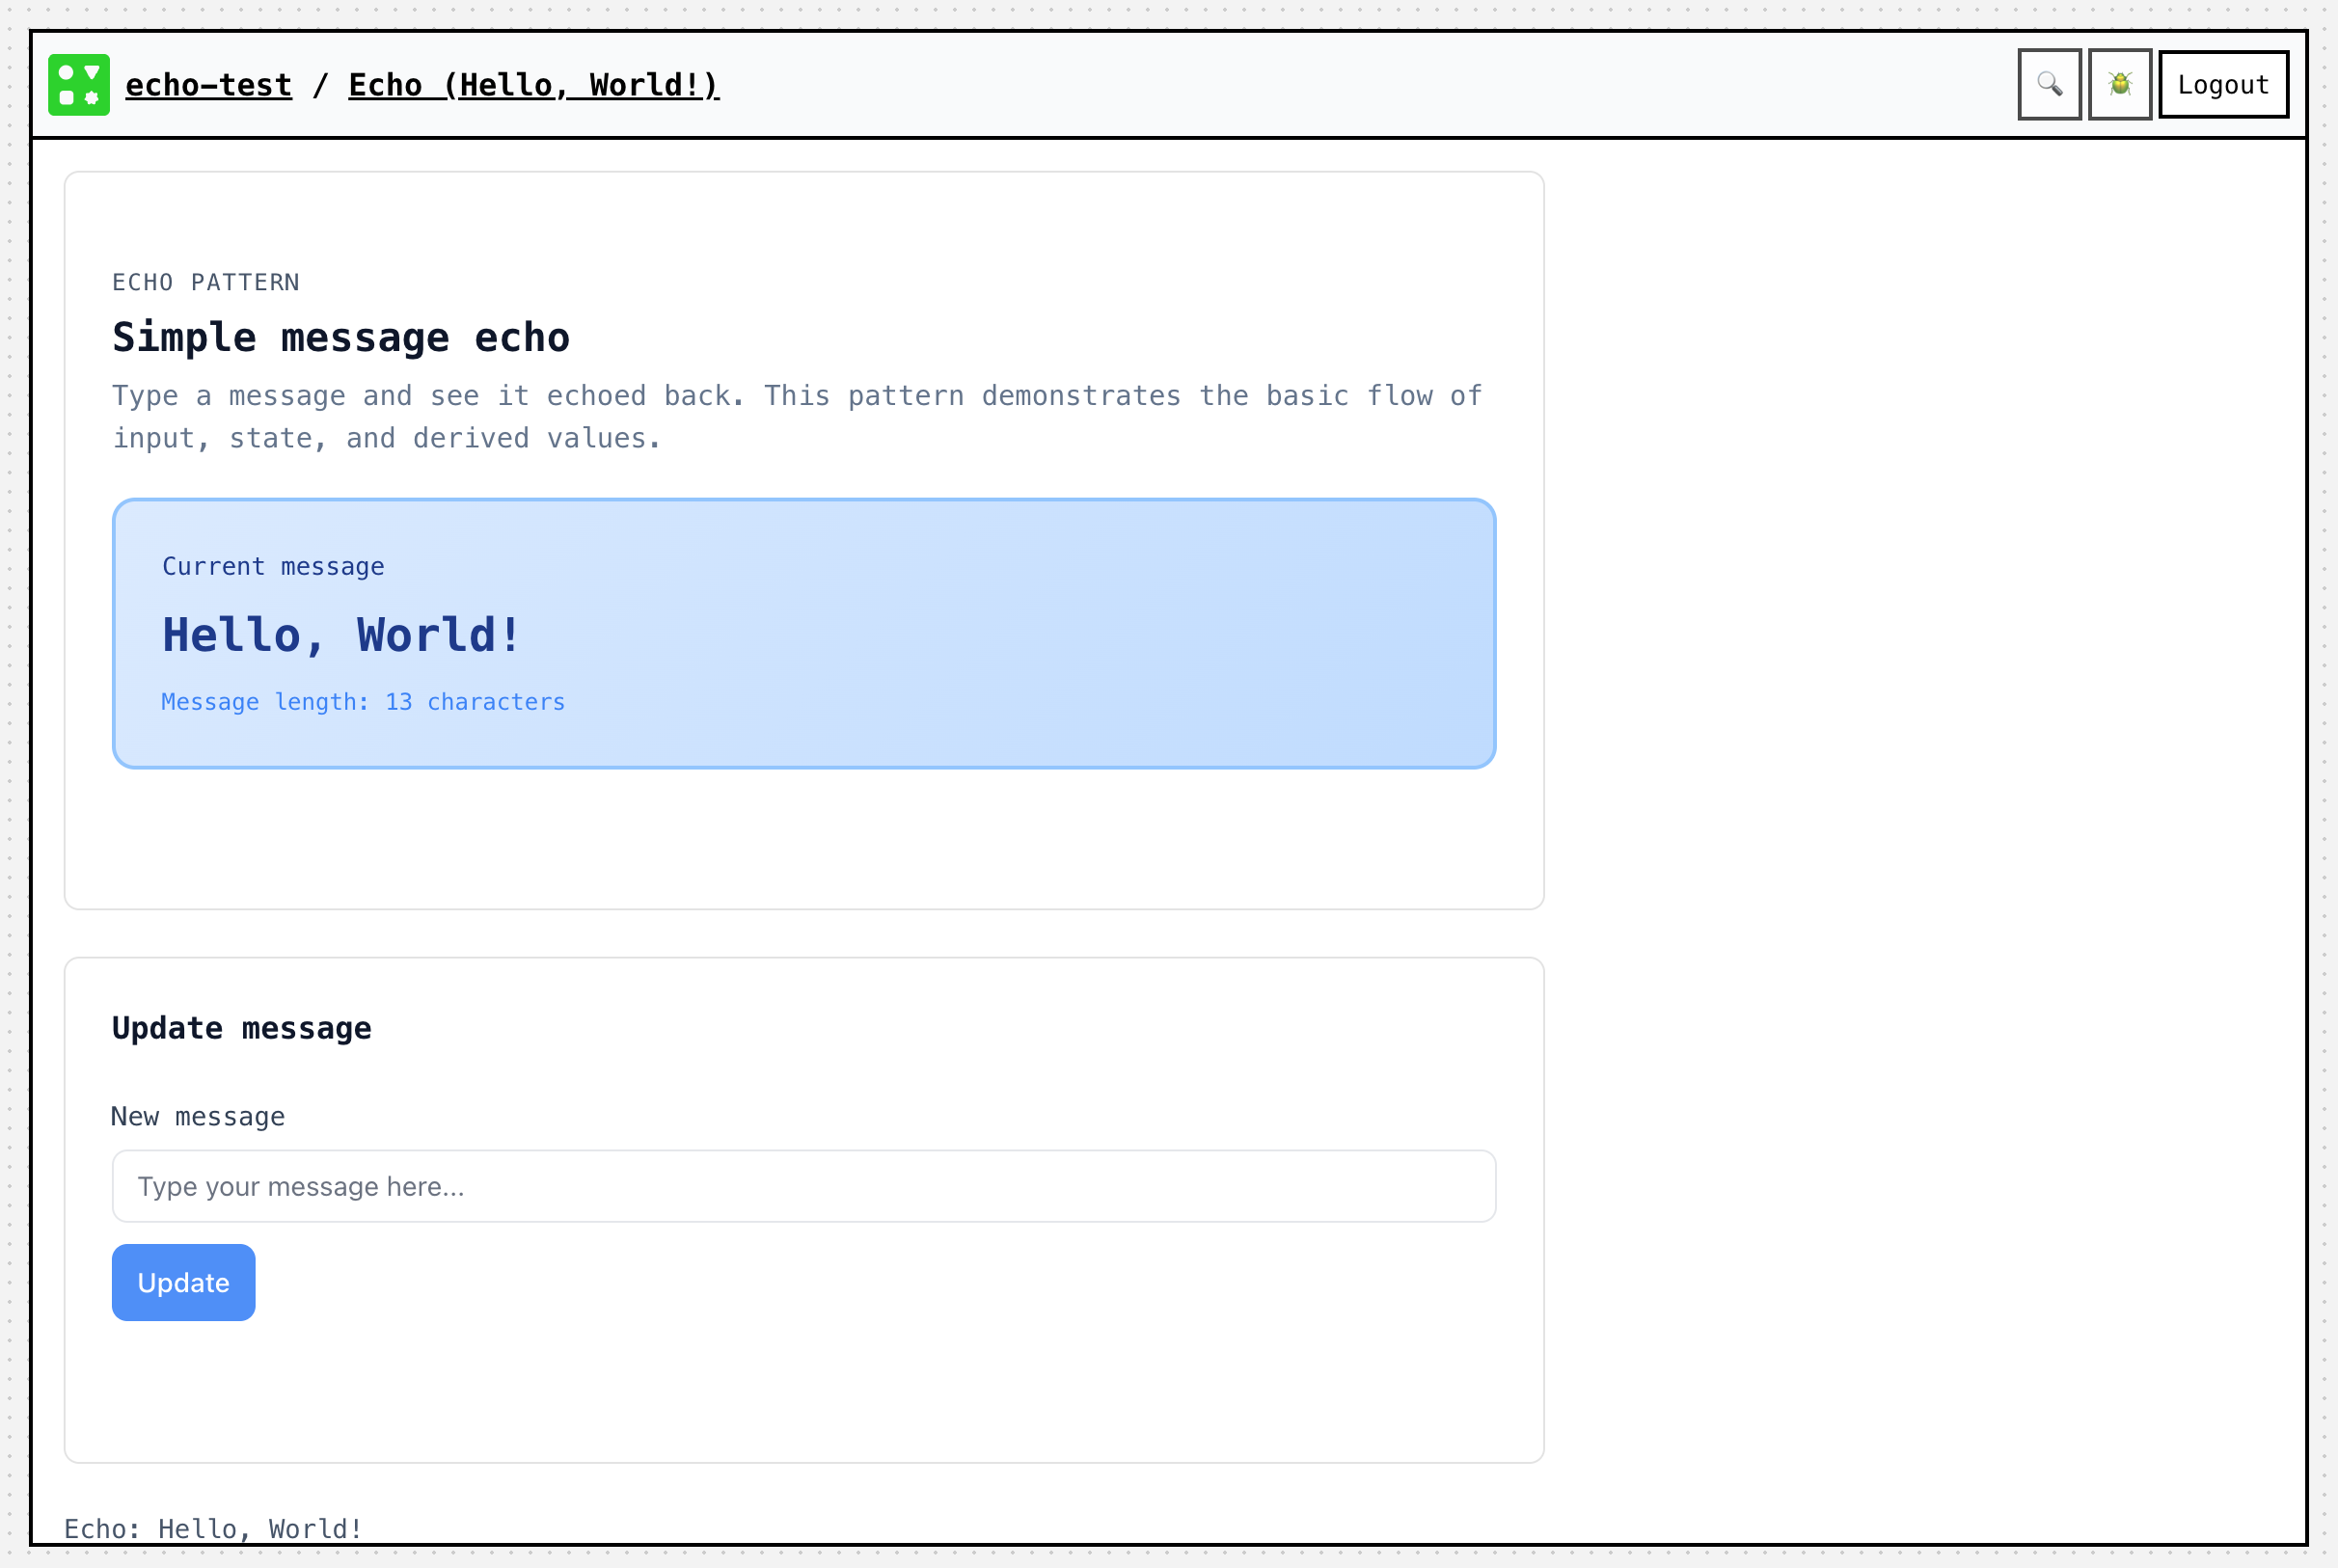 echo-test / Echo (Hello, World!)
Logout
ECHO PATTERN
Simple message echo
Type a message and see it echoed back. This pattern demonstrates the basic flow of
input, state, and derived values.
Current message
Hello, World!
Message length: 13 characters
Update message
New message
Type your message here...
Update
Echo: Hello, World!